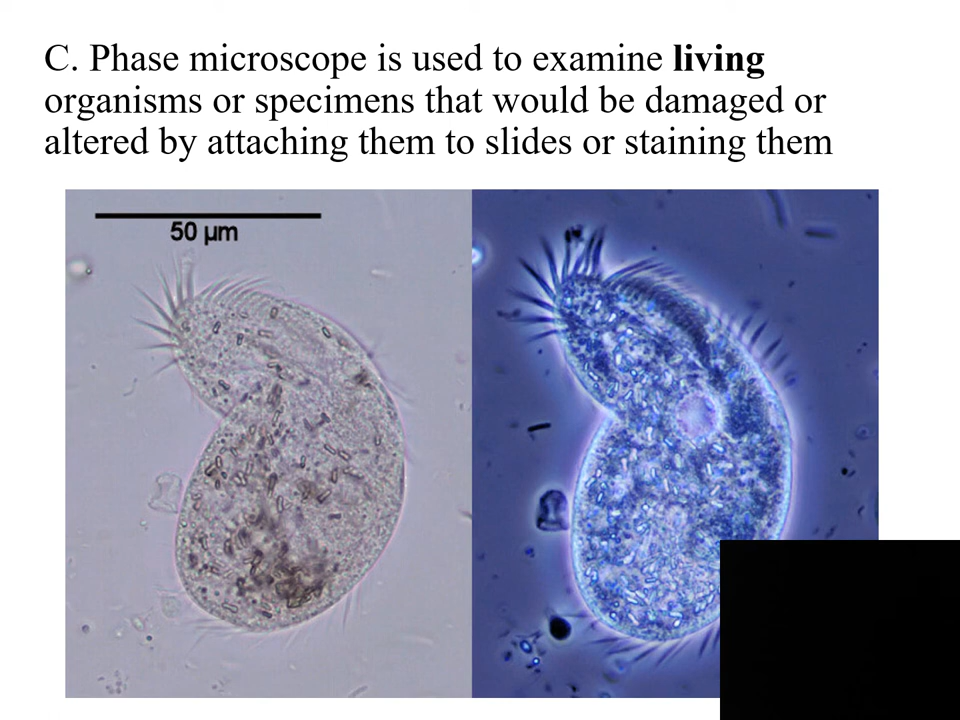 C. Phase microscope is used to examine living
organisms or specimens that would be damaged or
altered by attaching them to slides or staining them
50 µm